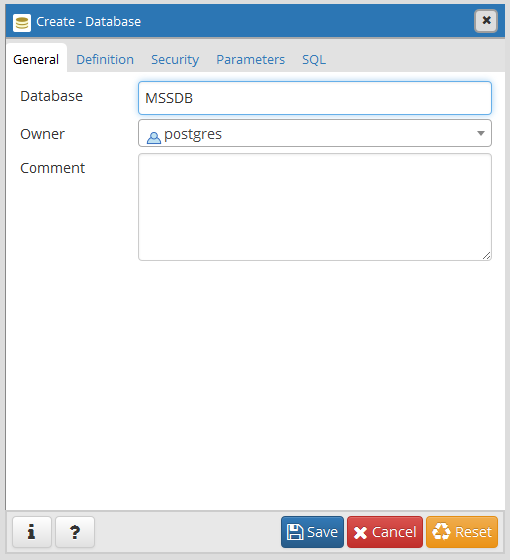 Create - Database
General Definition Security Parameters SQL
Database MSSDB
Owner postgres
Comment
i ? Save Cancel Reset